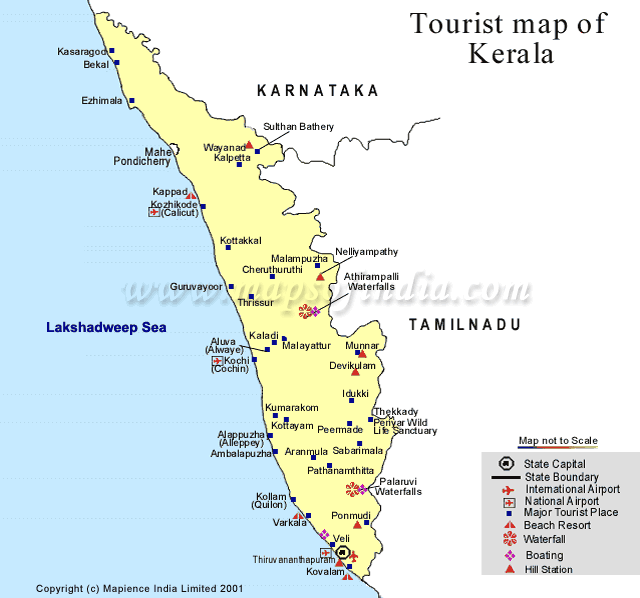 Tourist map of
Kerala
KARNATAKA
Kasaragod
Bekal
Ezhimala
Sulthan Bathery
Mahe
Pondicherry
Wayanad
Kalpetta
Kappad
Kozhikode
(Calicut)
Kottakkal
Nelliyampathy
Malampuzha
Cheruthuruthi
Athirampalli
Waterfalls
Guruvayoor
www.mapsofindia.com
Thrissur
Lakshadweep Sea
TAMILNADU
Kaladi
Aluva
(Alwaye)
Malayattur
Munnar
Kochi
(Cochin)
Devikulam
Idukki
Kumarakom
Thekkady
Periyar Wild
Life Sanctuary
Kottayam
Peermade
Alappuzha
(Alleppey)
Ambalapuzha
Aranmula
Sabarimala
Pathanamthitta
Palaruvi
Waterfalls
Kollam
(Quilon)
Varkala
Ponmudi
Veli
Thiruvananthapuram
Kovalam
Map not to Scale
State Capital
State Boundary
International Airport
National Airport
Major Tourist Place
Beach Resort
Waterfall
Boating
Hill Station
Copyright (c) Mapience India Limited 2001